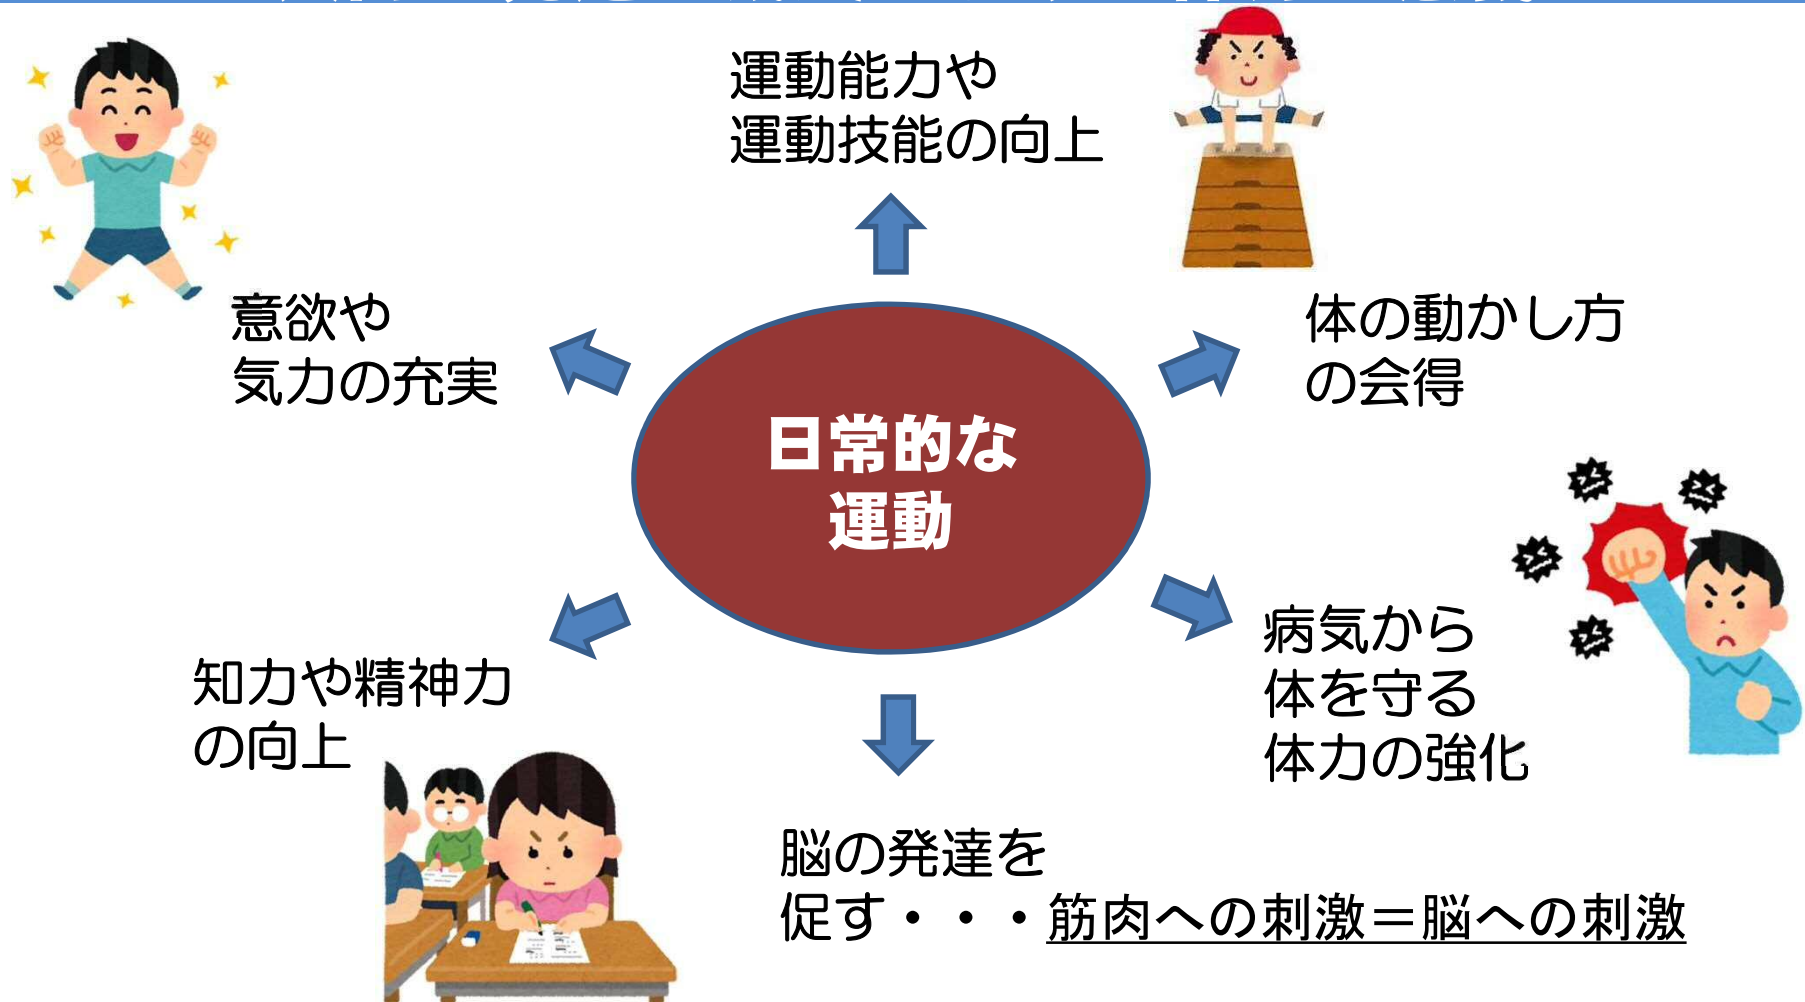 運動能力や
運動技能の向上
意欲や
気力の充実
体の動かし方
の会得
日常的な
運動
病気から
体を守る
体力の強化
知力や精神力
の向上
脳の発達を
促す・・・筋肉への刺激＝脳への刺激